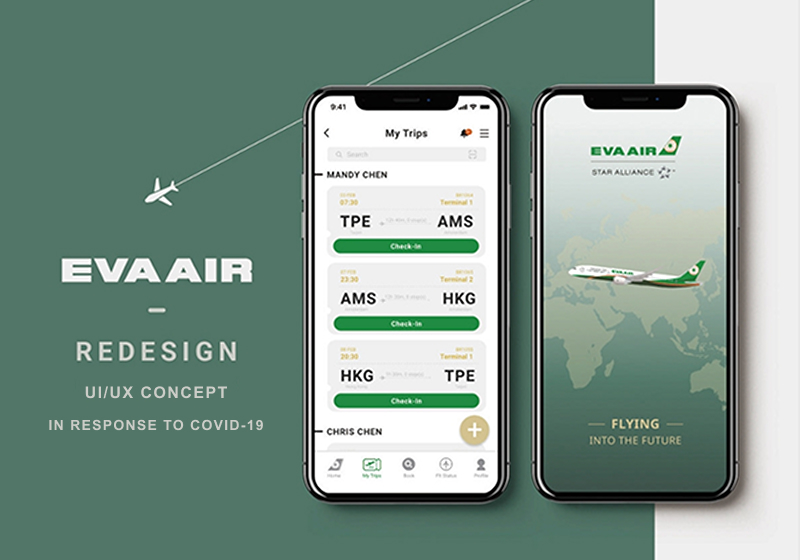 EVA AIR
REDESIGN
UI/UX CONCEPT
IN RESPONSE TO COVID-19
9:41
My Trips
Search
MANDY CHEN
07:30
Terminal 1
TPE
AMS
Check-In
23:30
Terminal 2
AMS
HKG
Check-In
20:30
Terminal 1
HKG
TPE
Check-In
CHRIS CHEN
Home
My Trips
Book
Flt Status
Profile
EVA AIR
STAR ALLIANCE
FLYING
INTO THE FUTURE